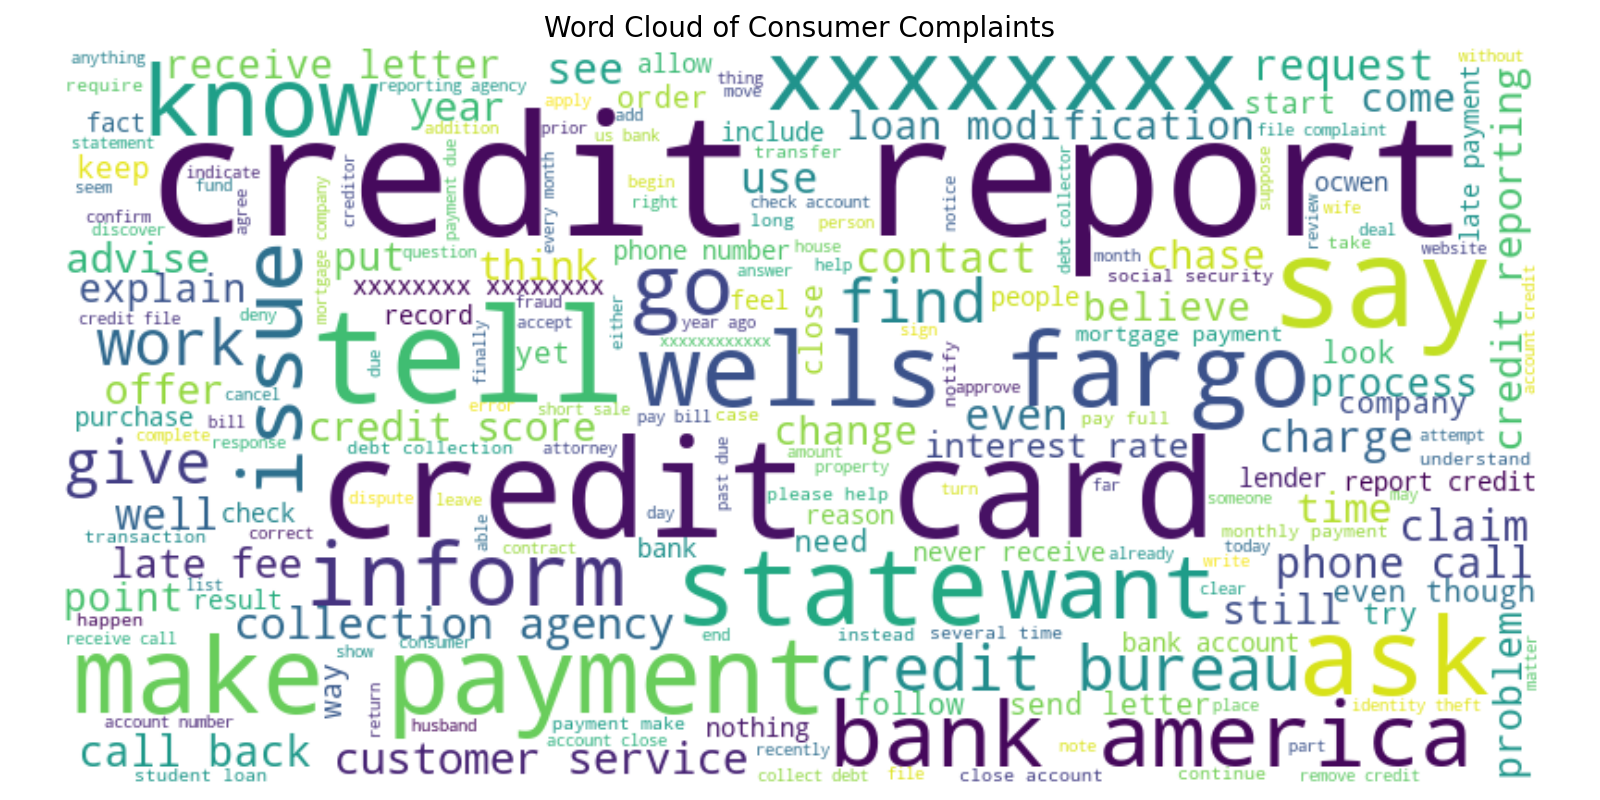 Word Cloud of Consumer Complaints
anything
receive letter
see
allow
thing
xxxxxxxx
request
without
require
know
reporting agency
year
apply
order
move
start
come
fact
addition
prior
add
us bank
include
loan modification
file complaint
late payment
statement
credit report
transfer
keep
indicate
creditor
payment due
every month
begin
use
debt collector
suppose
ocwen
credit reporting
seem
fund
agree
mortgage company
right
check account
notice
review
wife
confirm
long
person
deal
discover
take
website
advise
issue
put
question
think
phone number
house
contact
month
chase
say
explain
xxxxxxxx xxxxxxxx
go
answer
help
social security
account credit
credit file
deny
record
fraud
feel
find
people
believe
work
tell
accept
either
year ago
close
sign
mortgage payment
due
finally
yet
xxxxxxxxxxxx
wells fargo
notify
look
offer
cancel
approve
process
purchase
bill
error
short sale
pay bill
case
even
pay full
company
complete
response
credit score
change
interest rate
charge
attempt
give
debt collection
attorney
past due
amount
understand
property
lender
report credit
credit card
dispute
leave
please help
turn
far
someone
time
may
well
check
day
reason
claim
transaction
correct
able
contract
bank
need
never receive
already
monthly payment
today
late fee
inform
state
want
write
phone call
point
list
result
clear
even though
happen
still
try
receive call
collection agency
end
instead
several time
bank account
ask
problem
show
consumer
make payment
way
credit bureau
matter
return
follow
send letter
place
identity theft
account number
husband
payment make
nothing
bank america
call back
customer service
account close
recently
note
part
student loan
collect debt
file
close account
continue
remove credit